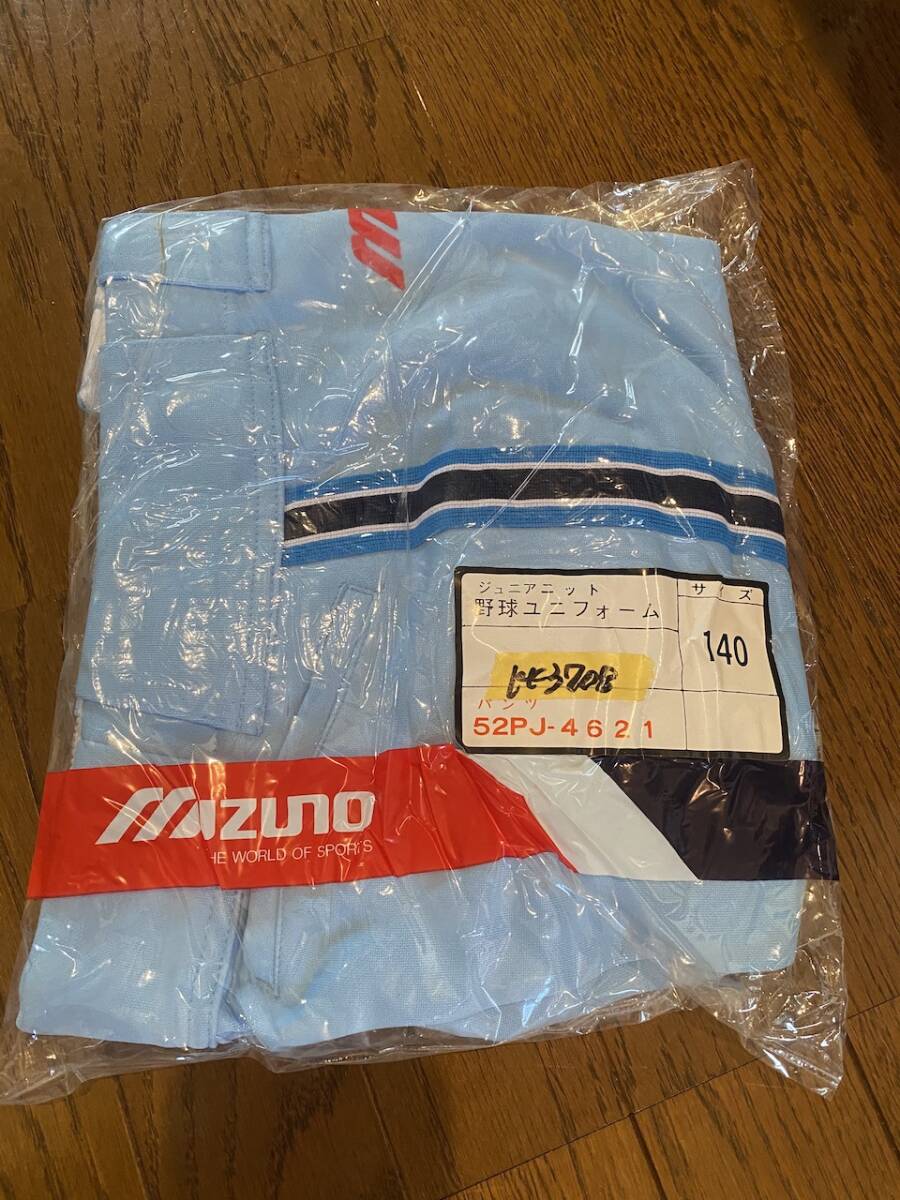 ジュニアニット
野球ユニフォーム
サイズ
140
パンツ
52PJ-4621
Mizuno
HE WORLD OF SPORTS